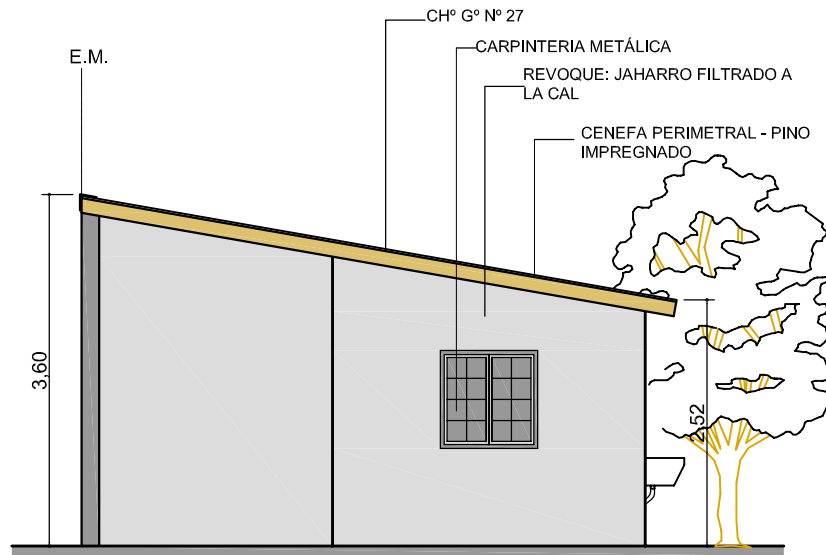 CHº Gº Nº 27
E.M.
CARPINTERIA METÁLICA
REVOQUE: JAHARRO FILTRADO A
LA CAL
CENEFA PERIMETRAL - PINO
IMPREGNADO
3,60
2,52